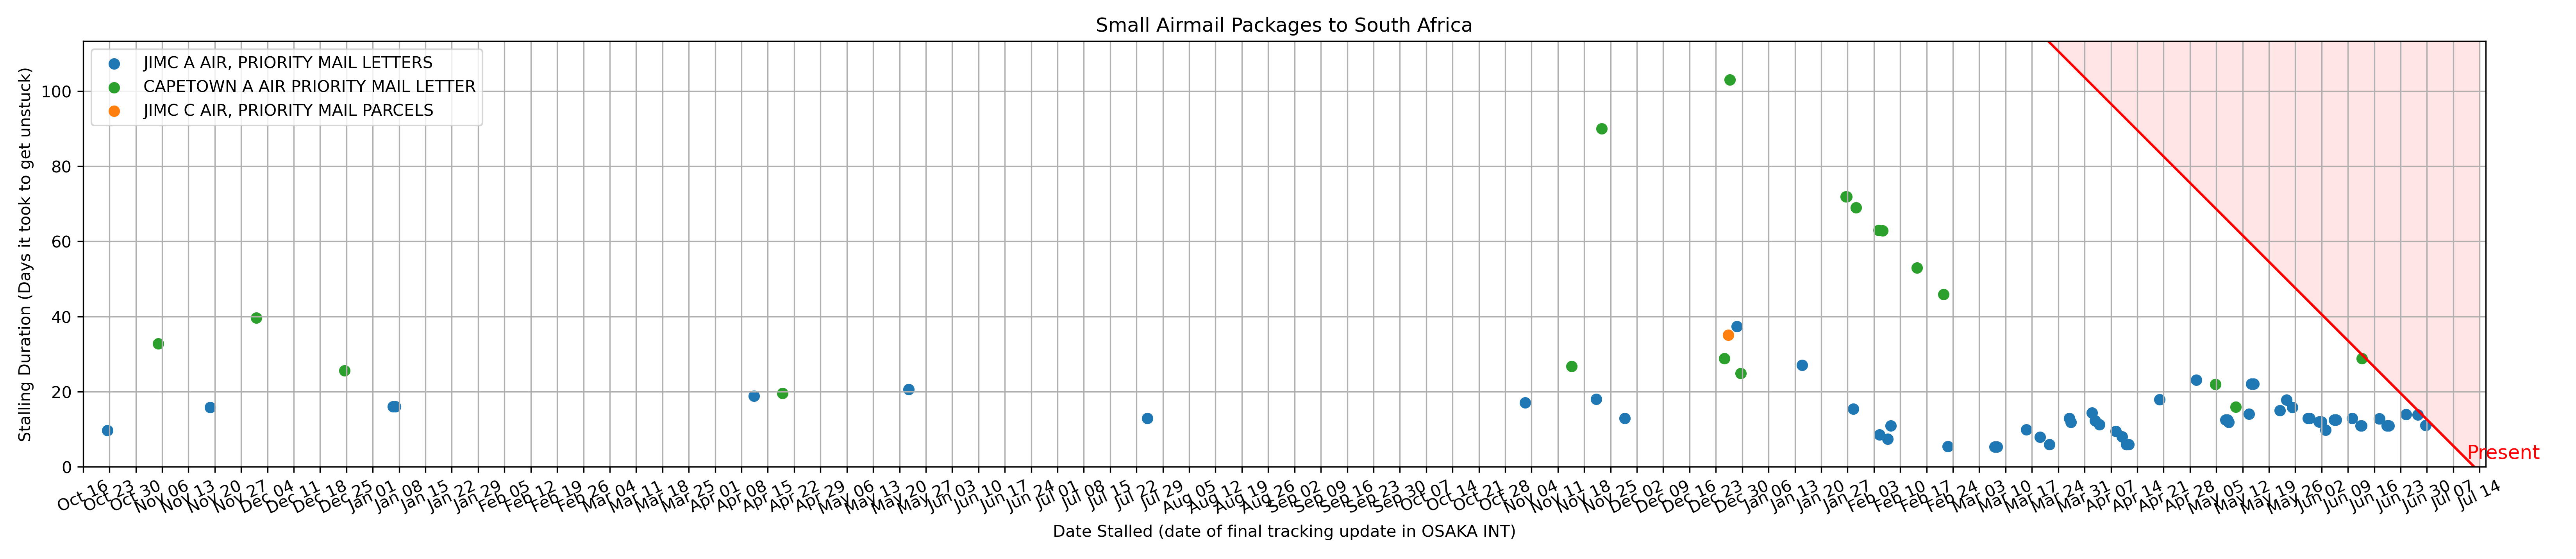 Small Airmail Packages to South Africa
JIMC A AIR, PRIORITY MAIL LETTERS
CAPETOWN A AIR PRIORITY MAIL LETTER
JIMC C AIR, PRIORITY MAIL PARCELS
Stalling Duration (Days it took to get unstuck)
100
80
60
40
20
0
Present
Oct 16
Oct 23
Oct 30
Nov 06
Nov 13
Nov 20
Nov 27
Dec 04
Dec 11
Dec 18
Dec 25
Jan 01
Jan 08
Jan 15
Jan 22
Jan 29
Feb 05
Feb 12
Feb 19
Feb 26
Mar 04
Mar 11
Mar 18
Mar 25
Apr 01
Apr 08
Apr 15
Apr 22
Apr 29
May 06
May 13
May 20
May 27
Jun 03
Jun 10
Jun 17
Jun 24
Jul 01
Jul 08
Jul 15
Jul 22
Jul 29
Aug 05
Aug 12
Aug 19
Aug 26
Sep 02
Sep 09
Sep 16
Sep 23
Sep 30
Oct 07
Oct 14
Oct 21
Oct 28
Nov 04
Nov 11
Nov 18
Nov 25
Dec 02
Dec 09
Dec 16
Dec 23
Dec 30
Jan 06
Jan 13
Jan 20
Jan 27
Feb 03
Feb 10
Feb 17
Feb 24
Mar 03
Mar 10
Mar 17
Mar 24
Mar 31
Apr 07
Apr 14
Apr 21
Apr 28
May 05
May 12
May 19
May 26
Jun 02
Jun 09
Jun 16
Jun 23
Jun 30
Jul 07
Jul 14
Date Stalled (date of final tracking update in OSAKA INT)